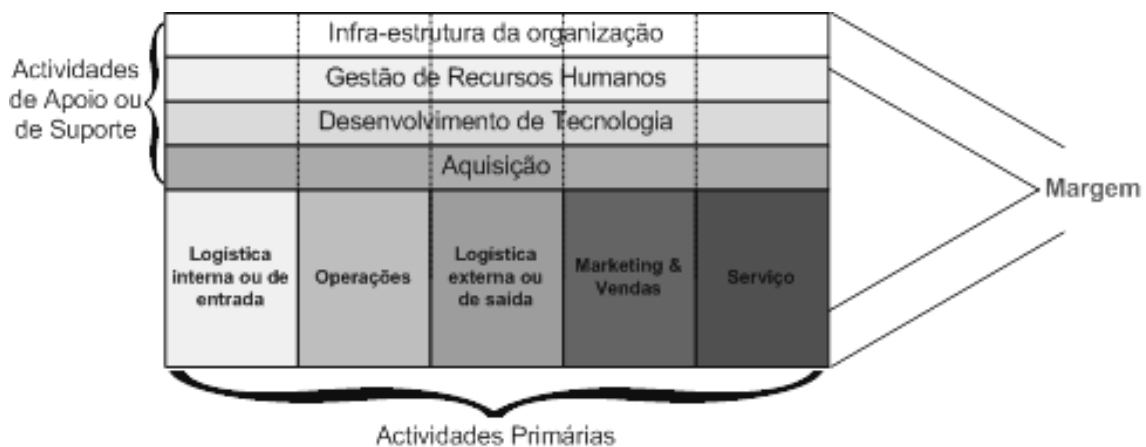 Infra-estrutura da organização
Gestão de Recursos Humanos
Desenvolvimento de Tecnologia
Aquisição
Actividades
de Apoio ou
de Suporte
Logística
interna ou de
entrada
Operações
Logística
externa ou
de saída
Marketing &
Vendas
Serviço
Margem
Actividades Primárias